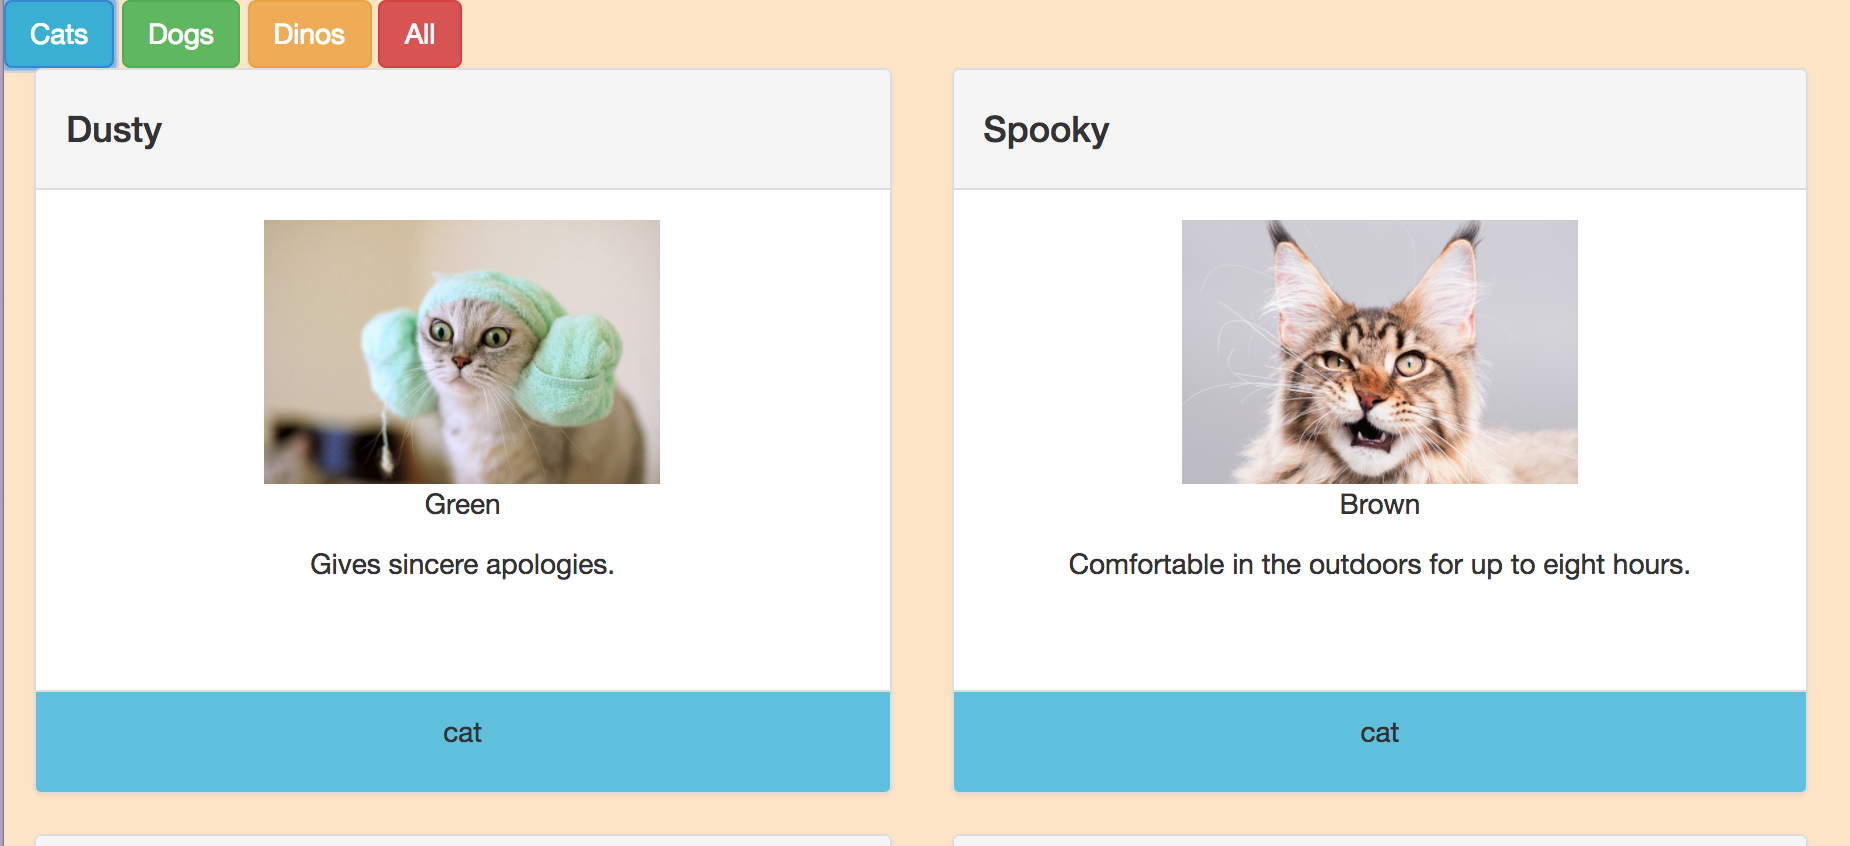 Cats Dogs Dinos All
Dusty
Green
Gives sincere apologies.
cat
Spooky
Brown
Comfortable in the outdoors for up to eight hours.
cat